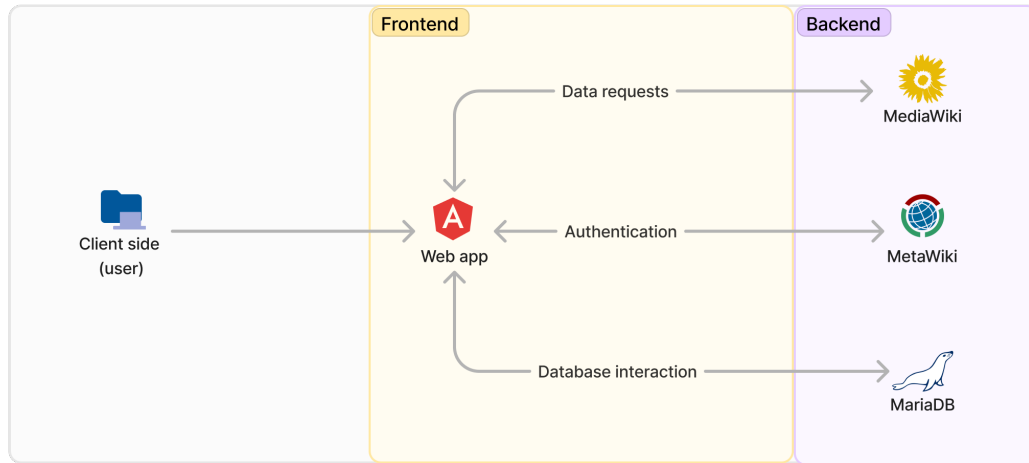 Frontend
Backend
Data requests
MediaWiki
Client side
(user)
Web app
Authentication
MetaWiki
Database interaction
MariaDB